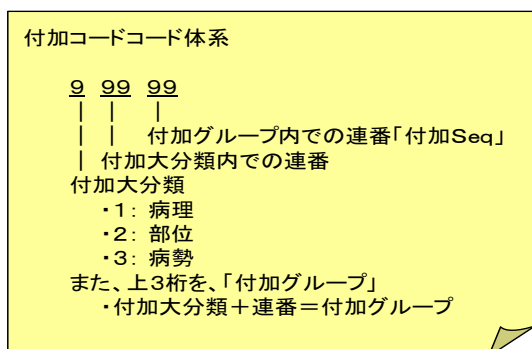 付加コードコード体系
9 99 99
| | |
| | 付加グループ内での連番「付加Seq」
| 付加大分類内での連番
付加大分類
・1: 病理
・2: 部位
・3: 病勢
また、上3桁を、「付加グループ」
・付加大分類+連番=付加グループ